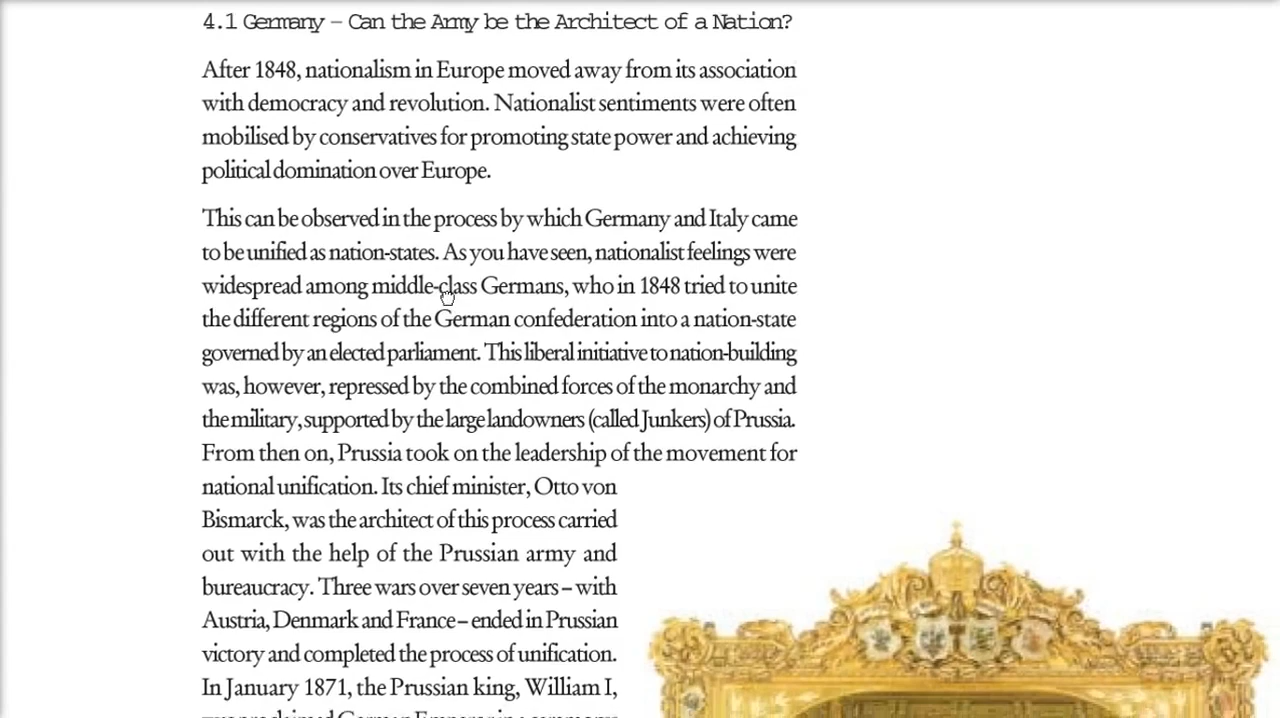 4.1 Germany – Can the Army be the Architect of a Nation?
After 1848, nationalism in Europe moved away from its association
with democracy and revolution. Nationalist sentiments were often
mobilised by conservatives for promoting state power and achieving
political domination over Europe.
This can be observed in the process by which Germany and Italy came
to be unified as nation-states. As you have seen, nationalist feelings were
widespread among middle-class Germans, who in 1848 tried to unite
the different regions of the German confederation into a nation-state
governed by an elected parliament. This liberal initiative to nation-building
was, however, repressed by the combined forces of the monarchy and
the military, supported by the large landowners (called Junkers) of Prussia.
From then on, Prussia took on the leadership of the movement for
national unification. Its chief minister, Otto von
Bismarck, was the architect of this process carried
out with the help of the Prussian army and
bureaucracy. Three wars over seven years – with
Austria, Denmark and France – ended in Prussian
victory and completed the process of unification.
In January 1871, the Prussian king, William I,